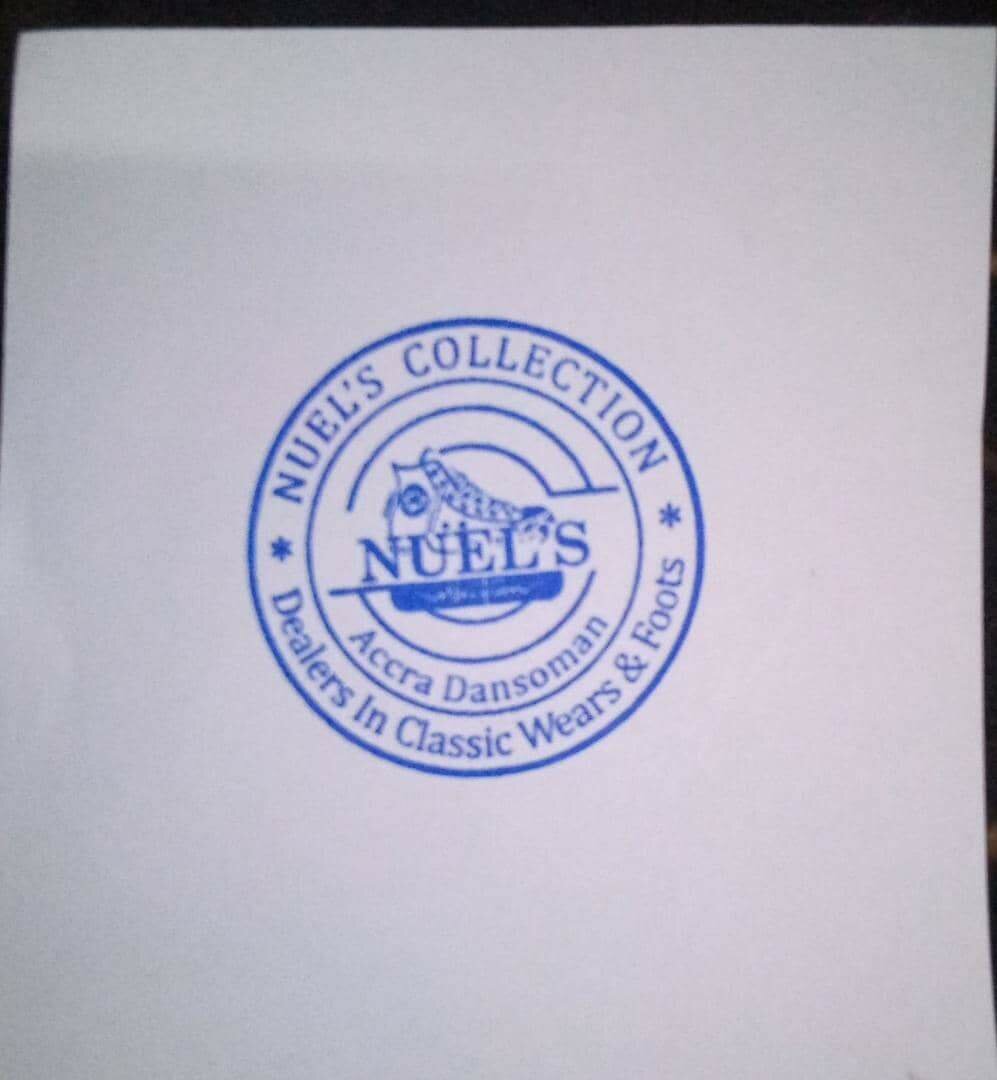 NUEL'S COLLECTION
NUEL'S
Accra Dansoman
* Dealers In Classic Wears & Foots *